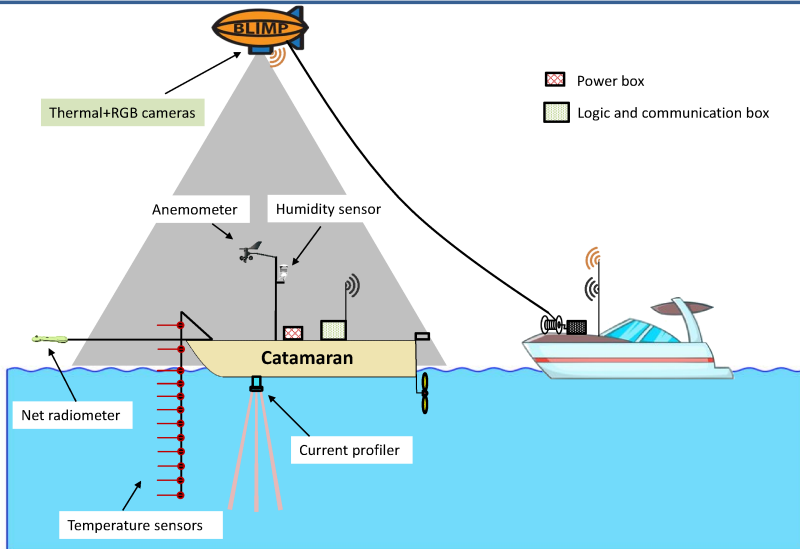 BLIMP
Thermal+RGB cameras
Power box
Logic and communication box
Anemometer
Humidity sensor
Catamaran
Net radiometer
Current profiler
Temperature sensors